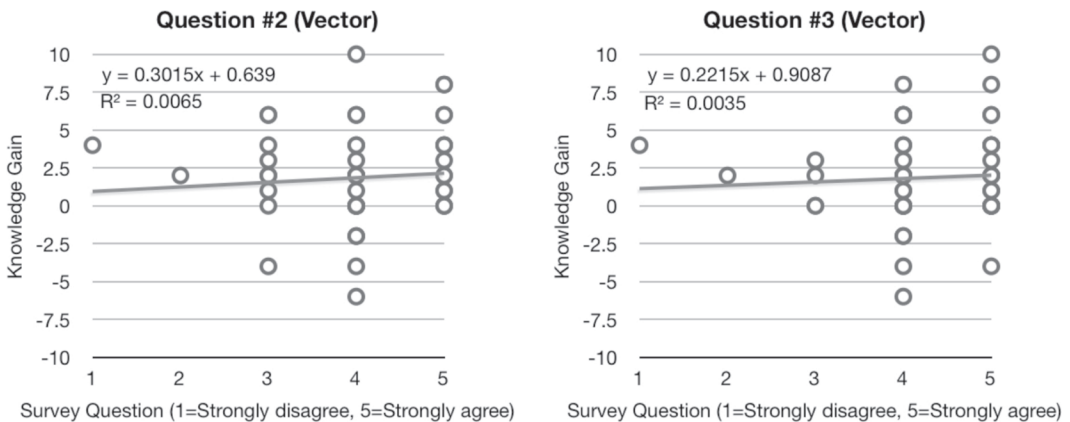 Question #2 (Vector)
y = 0.3015x + 0.639
R² = 0.0065
Knowledge Gain
10
7.5
5
2.5
0
-2.5
-5
-7.5
-10
1 2 3 4 5
Survey Question (1=Strongly disagree, 5=Strongly agree)
Question #3 (Vector)
y = 0.2215x + 0.9087
R² = 0.0035
Knowledge Gain
10
7.5
5
2.5
0
-2.5
-5
-7.5
-10
1 2 3 4 5
Survey Question (1=Strongly disagree, 5=Strongly agree)